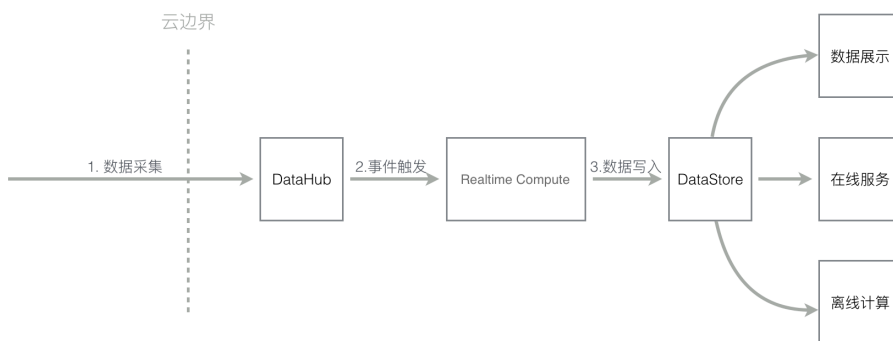 云边界
数据展示
1. 数据采集
DataHub
2.事件触发
Realtime Compute
3.数据写入
DataStore
在线服务
离线计算